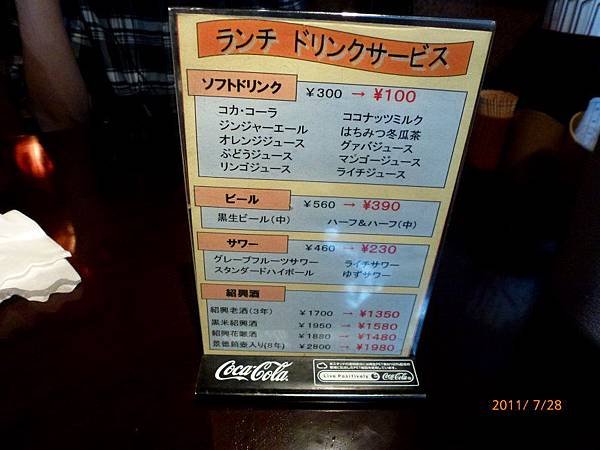 ランチ ドリンクサービス
ソフトドリンク ¥300 → ¥100
コカ・コーラ ココナッツミルク
ジンジャーエール はちみつ冬瓜茶
オレンジジュース グァバジュース
ぶどうジュース マンゴージュース
リンゴジュース ライチジュース
ビール ¥560 → ¥390
黒生ビール(中) ハーフ&ハーフ(中)
サワー ¥460 → ¥230
グレープフルーツサワー ライチサワー
スタンダードハイボール ゆずサワー
紹興酒
紹興老酒(3年) ¥1700 → ¥1350
黒米紹興酒 ¥1950 → ¥1580
紹興花彫酒 ¥1880 → ¥1480
景徳鎮壺入り(8年) ¥2800 → ¥1980
Coca-Cola
Live Positively
Coca-Cola
2011/7/28